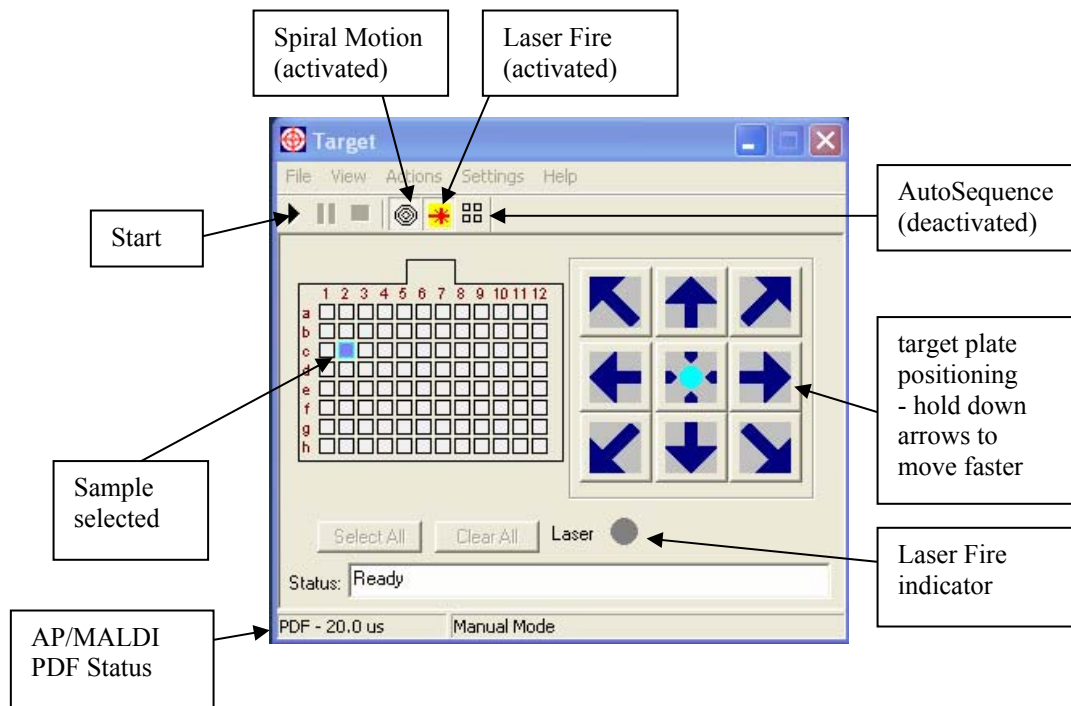 Spiral Motion
(activated)
Laser Fire
(activated)
Target
File View Actions Settings Help
AutoSequence
(deactivated)
Start
1 2 3 4 5 6 7 8 9 10 11 12
a
b
c
d
e
f
g
h
target plate
positioning
- hold down
arrows to
move faster
Sample
selected
Select All Clear All Laser
Laser Fire
indicator
Status: Ready
PDF - 20.0 us Manual Mode
AP/MALDI
PDF Status